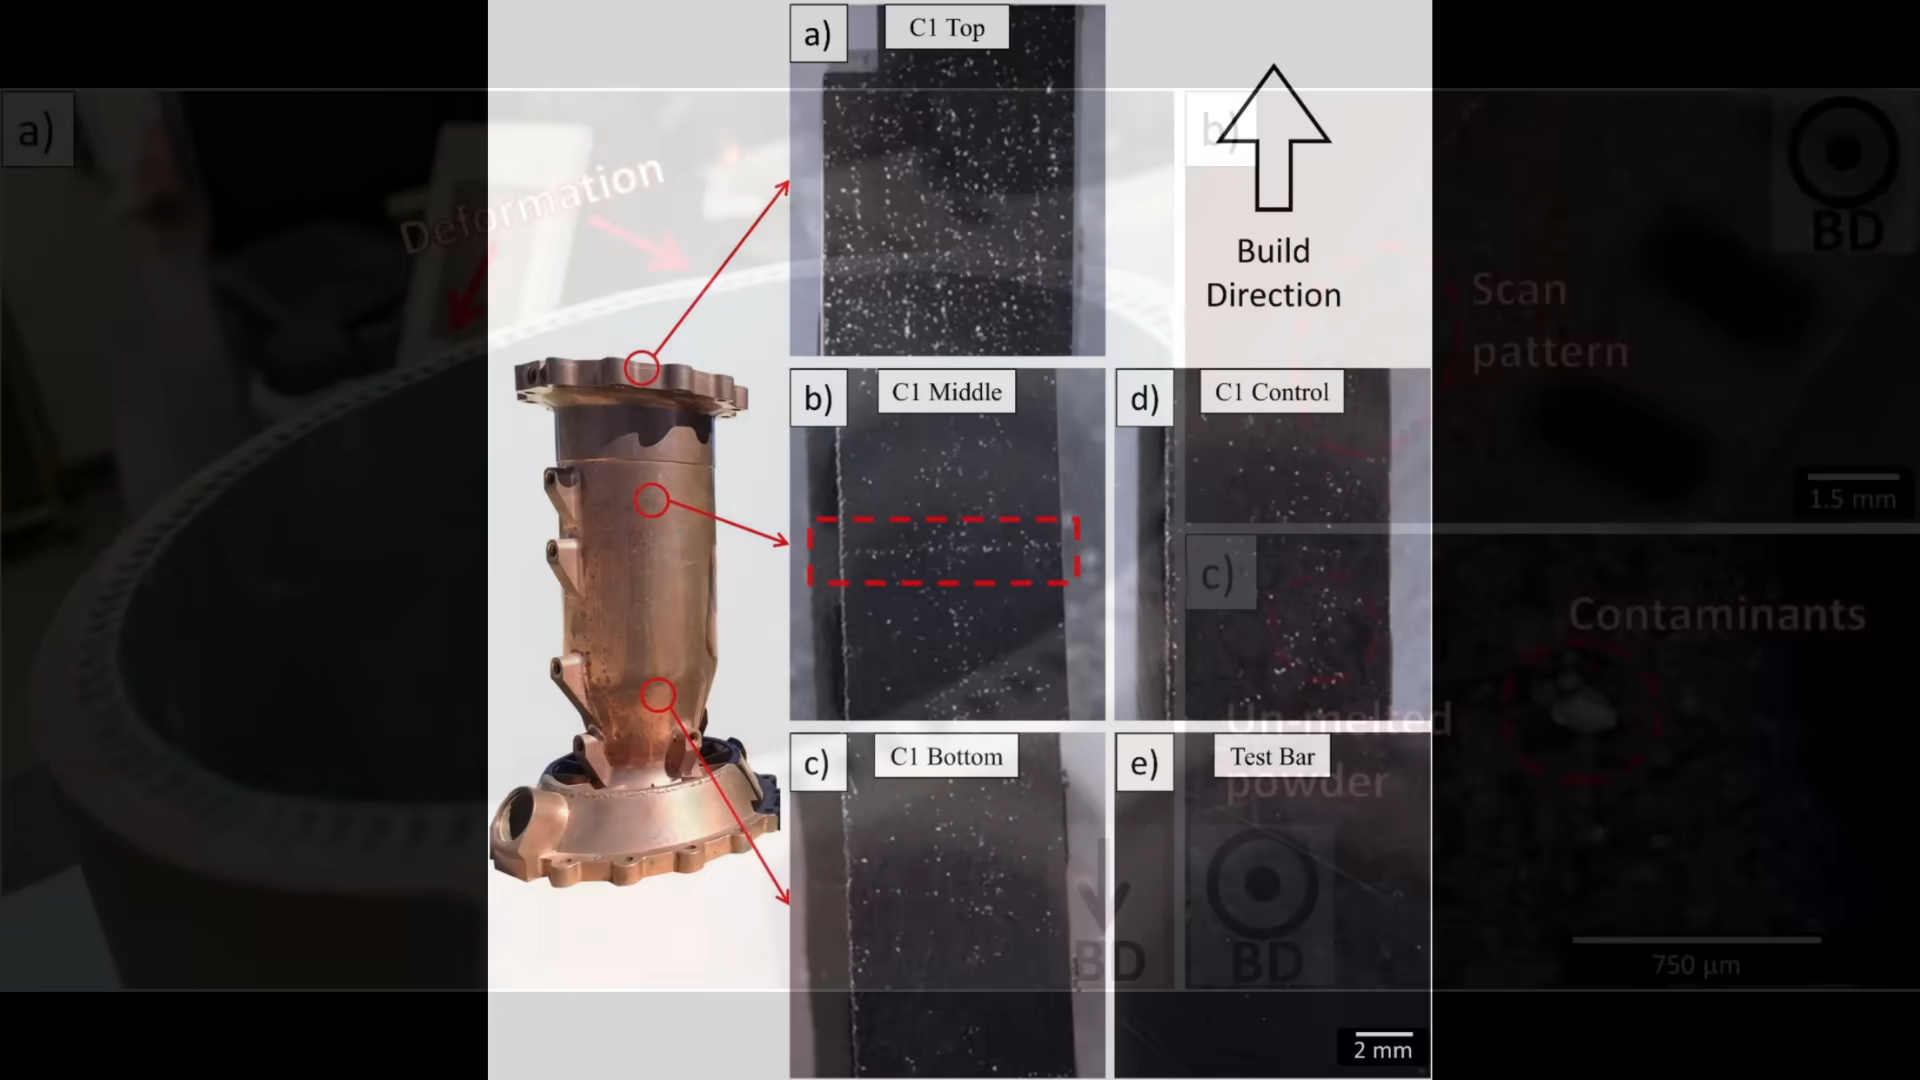 a)
Deformation
b)
BD
Scan
pattern
1.5 mm
c)
Contaminants
Un-melted
powder
BD
BD
750 μm
a)
C1 Top
Build
Direction
b)
C1 Middle
d)
C1 Control
c)
C1 Bottom
e)
Test Bar
2 mm